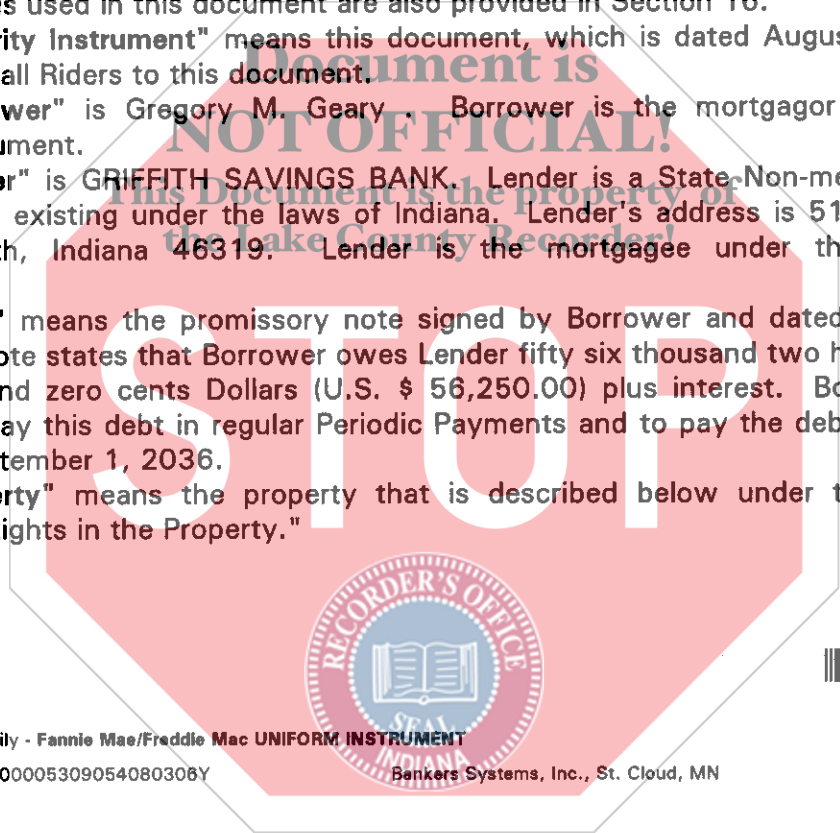 s used in this document are also provided in Section 16.
ity Instrument" means this document, which is dated Augus
all Riders to this document.
Document is
wer" is Gregory M. Geary . Borrower is the mortgagor
NOT OFFICIAL!
ument.
er" is GRIFFITH SAVINGS BANK. Lender is a State Non-me
This Document is the property of
existing under the laws of Indiana. Lender's address is 51
the Lake County Recorder!
h, Indiana 46319. Lender is the mortgagee under th
" means the promissory note signed by Borrower and dated
ote states that Borrower owes Lender fifty six thousand two h
nd zero cents Dollars (U.S. $ 56,250.00) plus interest. Bo
ay this debt in regular Periodic Payments and to pay the deb
tember 1, 2036.
erty" means the property that is described below under t
ights in the Property."
STOP
RECORDER'S OFFICE
SEAL
INDIANA
ily - Fannie Mae/Freddie Mac UNIFORM INSTRUMENT
00005309054080306Y Bankers Systems, Inc., St. Cloud, MN